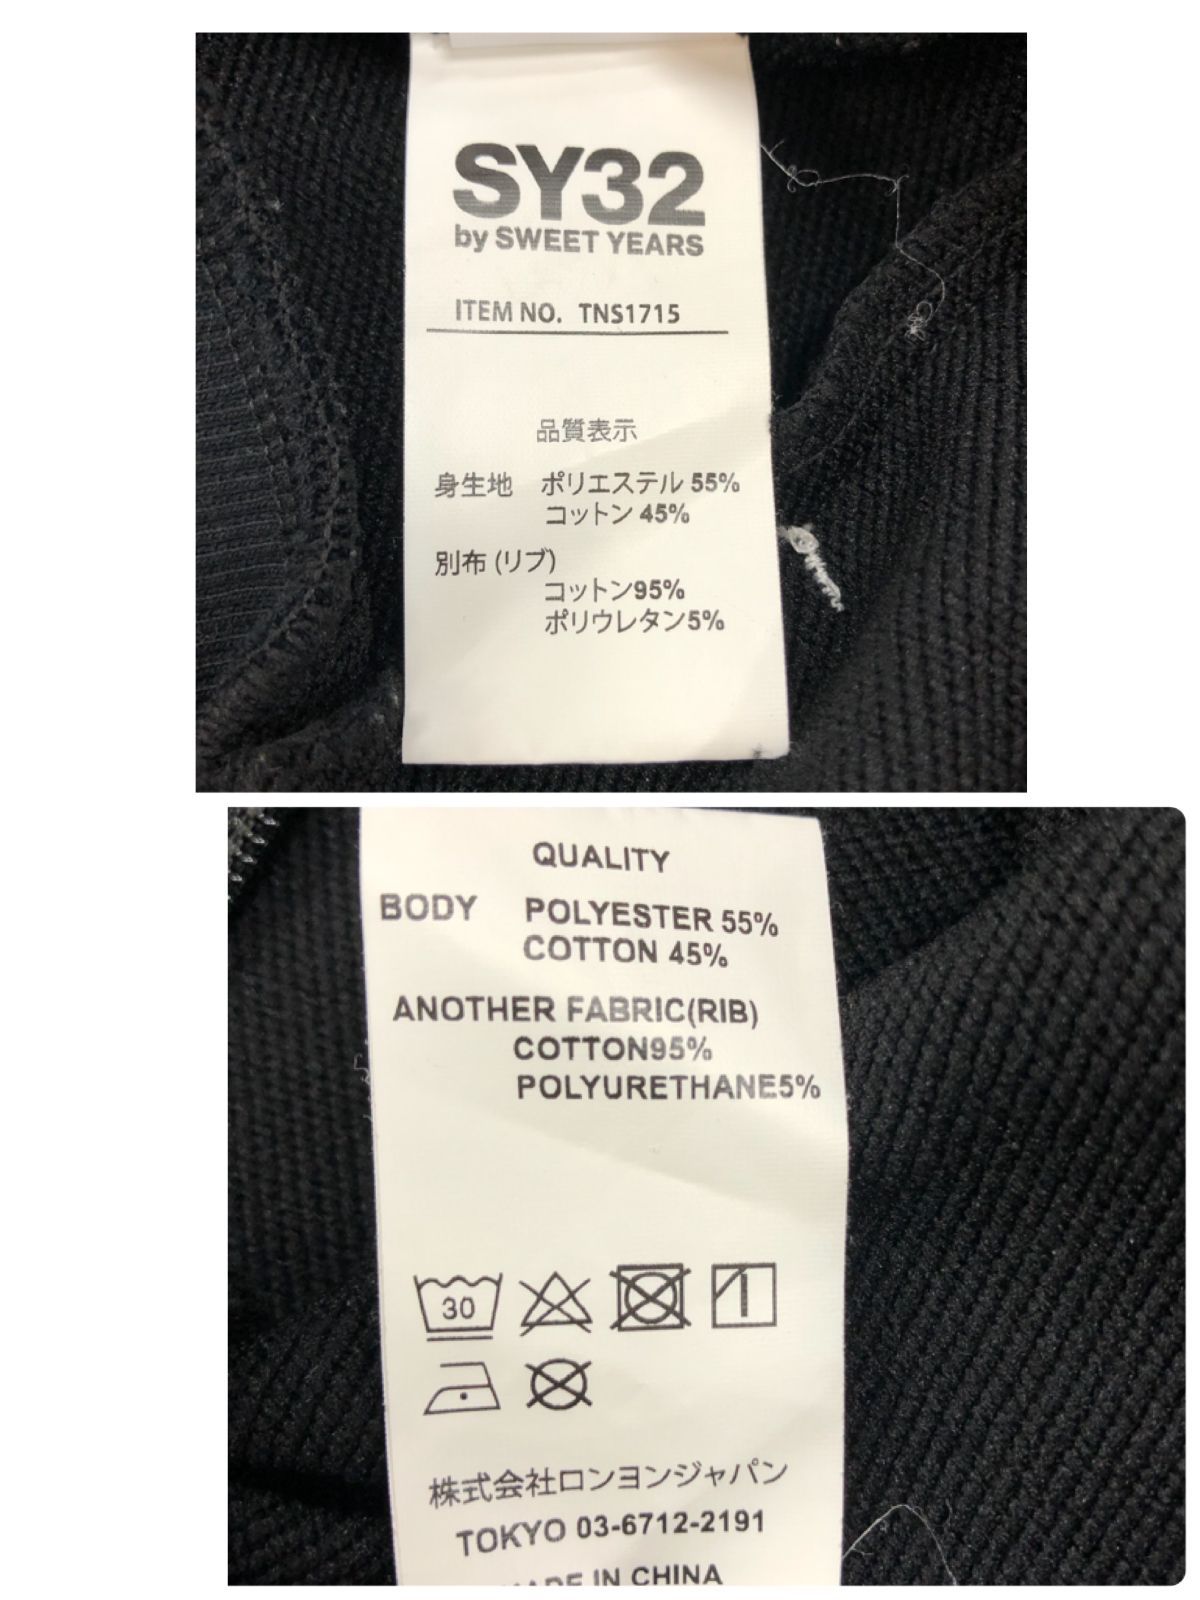 SY32
by SWEET YEARS
ITEM NO. TNS1715
品質表示
身生地 ポリエステル 55%
コットン 45%
別布 (リブ)
コットン95%
ポリウレタン5%
QUALITY
BODY POLYESTER 55%
COTTON 45%
ANOTHER FABRIC(RIB)
COTTON95%
POLYURETHANE5%
30
株式会社ロンヨンジャパン
TOKYO 03-6712-2191
MADE IN CHINA